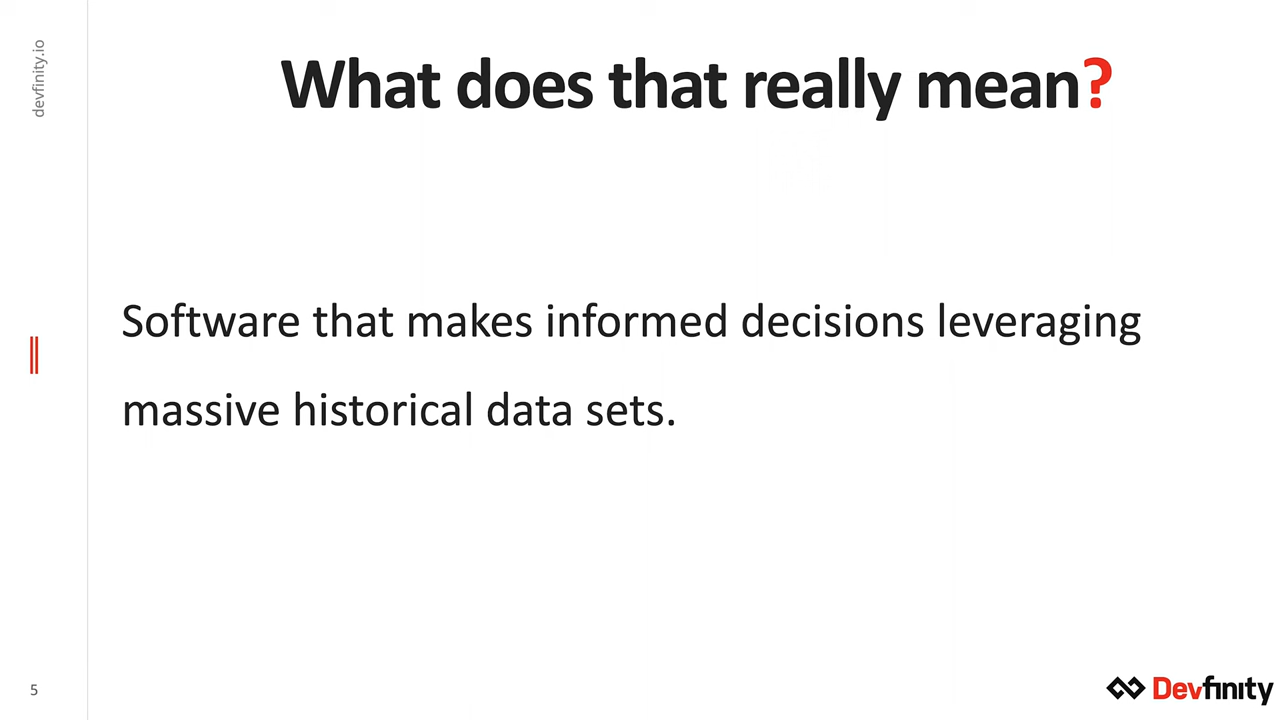 devfinity.io
What does that really mean?
Software that makes informed decisions leveraging
massive historical data sets.
5
Devfinity